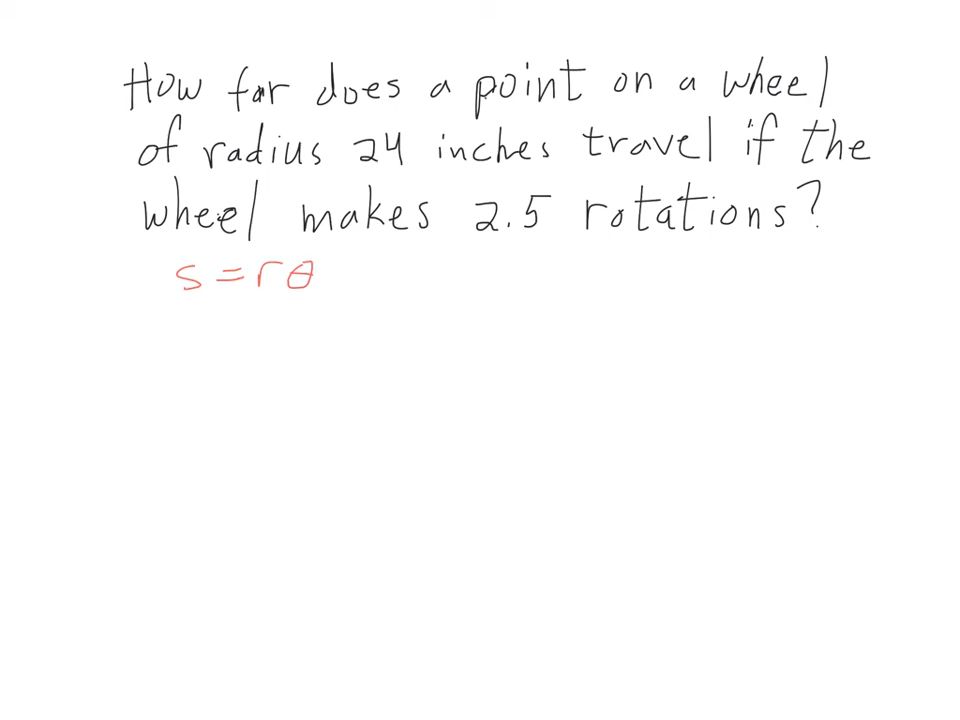 How far does a point on a wheel
of radius 24 inches travel if the
wheel makes 2.5 rotations?
s = rθ